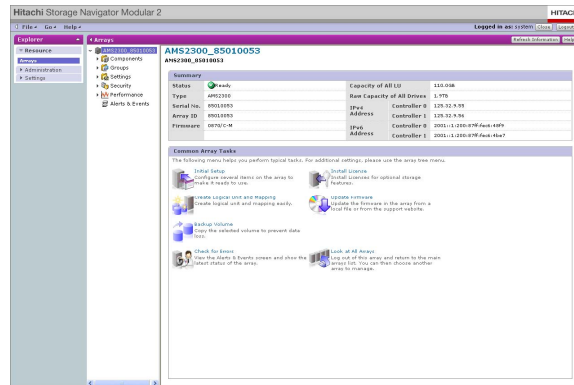 Hitachi Storage Navigator Modular 2
HITACHI
File Go Help
Logged in as: system Close Logout
Explorer
Arrays
Refresh Information Help
Resource
Arrays
Administration
Settings
AMS2300_85010053
Components
Groups
Settings
Security
Performance
Alerts & Events
AMS2300_85010053
AMS2300_85010053
Summary
Status Ready Capacity of All LU 110.0GB
Type AMS2300 Raw Capacity of All Drives 1.9TB
Serial No. 85010053 IPv4 Address Controller 0 125.32.9.55
Array ID 85010053 Controller 1 125.32.9.56
Firmware 0870/C-M IPv6 Address Controller 0
Controller 1
Common Array Tasks
The following menu helps you perform typical tasks. For additional settings, please use the array tree menu.
Initial Setup
Configure several items on the array to make it ready to use.
Install License
Install Licenses for optional storage features.
Create Logical Unit and Mapping
Create logical unit and mapping easily.
Update Firmware
Update the firmware in the array from a local file or from the support website.
Backup Volume
Copy the selected volume to prevent data loss.
Check for Errors
View the Alerts & Events screen and show the latest status of the array.
Look at All Arrays
Log out of this array and return to the main arrays list. You can then choose another array to manage.